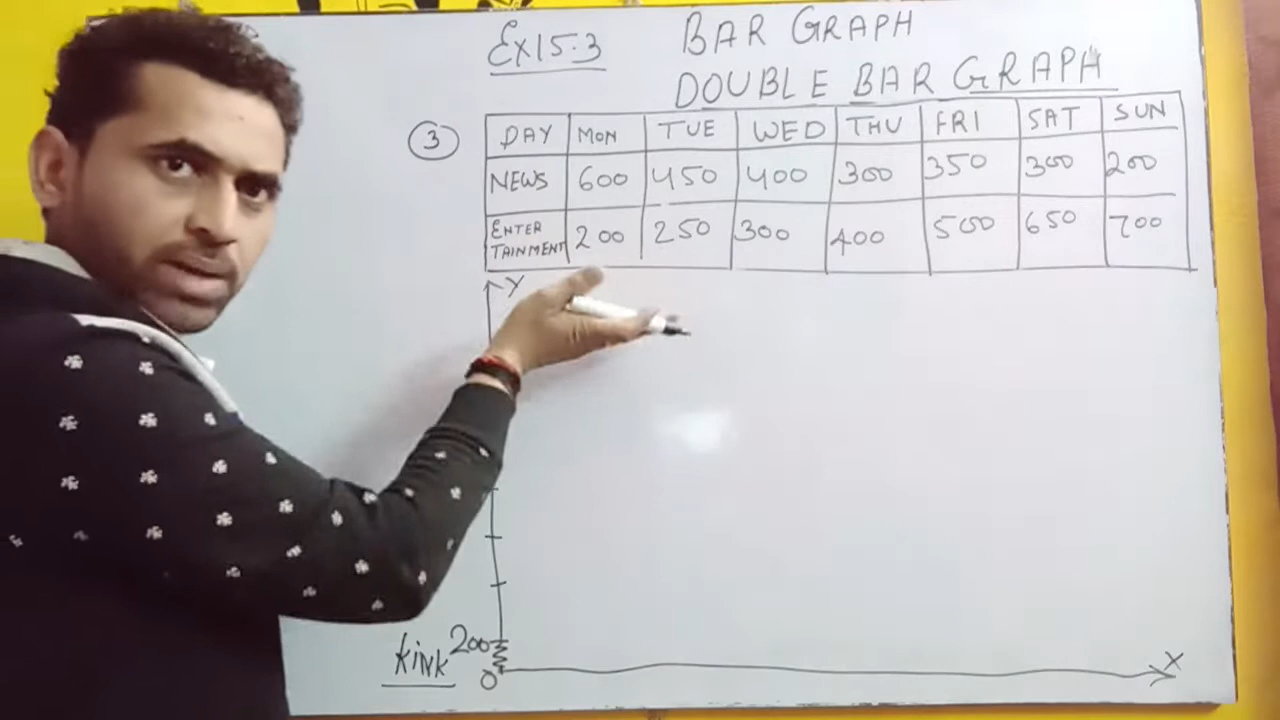 Ex15.3 BAR GRAPH
DOUBLE BAR GRAPH
3
DAY MON TUE WED THU FRI SAT SUN
NEWS 600 450 400 300 350 300 200
ENTER
TAINMENT 200 250 300 400 500 650 700
Y
KINK 200
0 X